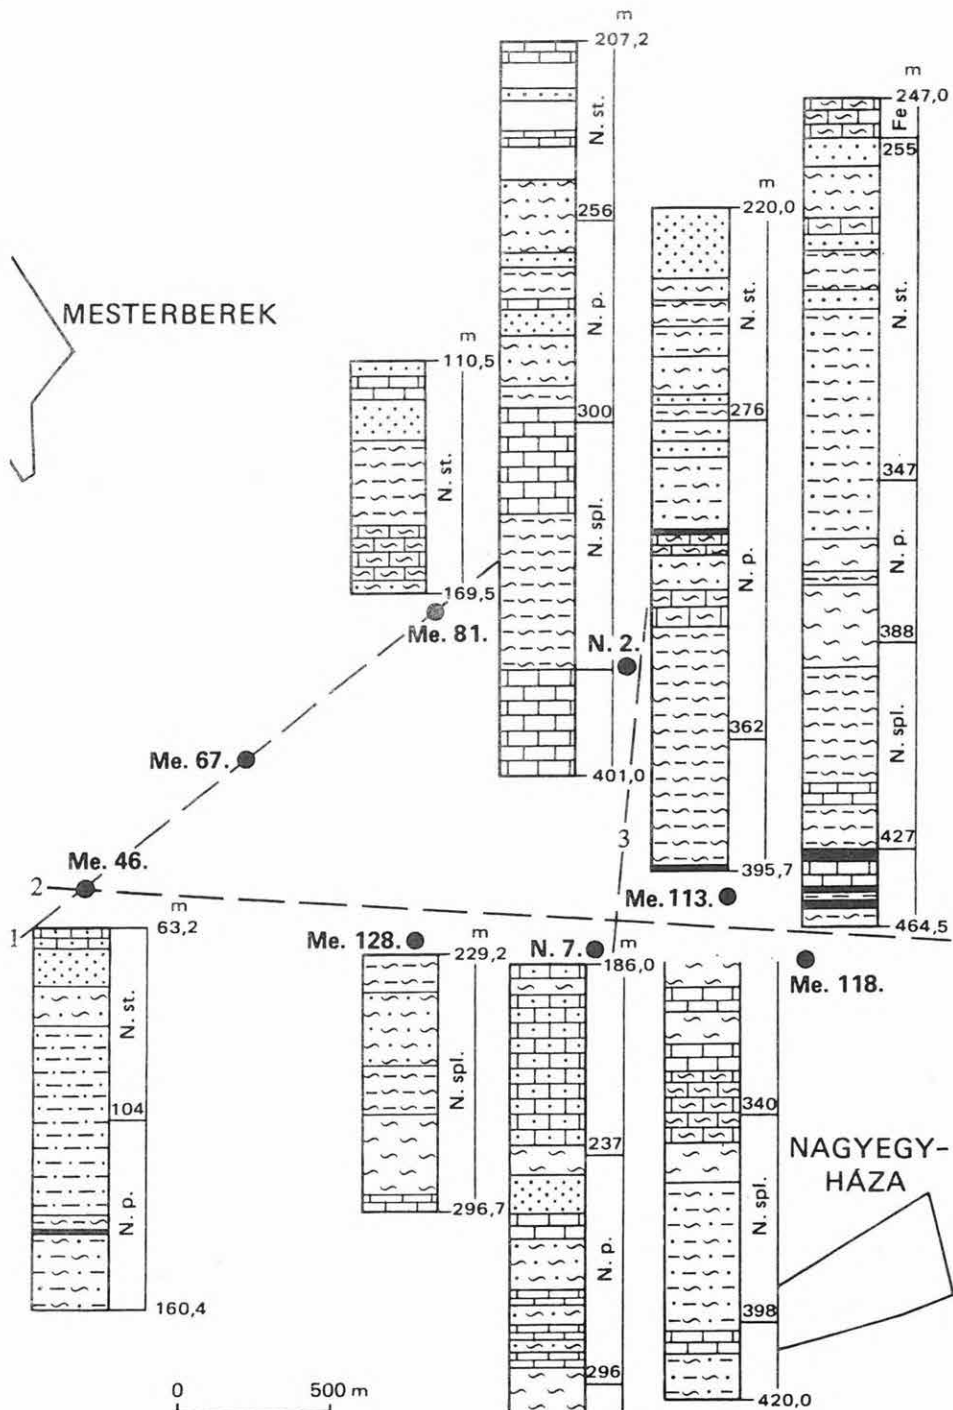 m
207,2
N. st.
256
N. p.
300
N. spl.
401,0
m
247,0
Fe
255
N. st.
347
N. p.
388
N. spl.
427
464,5
m
220,0
N. st.
276
N. p.
362
395,7
MESTERBEREK
m
110,5
N. st.
169,5
Me. 81.
N. 2.
Me. 67.
3
Me. 46.
2
1
Me. 113.
m
63,2
N. st.
104
N. p.
160,4
Me. 128.
m
229,2
N. spl.
296,7
N. 7.
m
186,0
237
N. p.
296
Me. 118.
340
N. spl.
398
420,0
NAGYEGY-
HÁZA
0 500 m